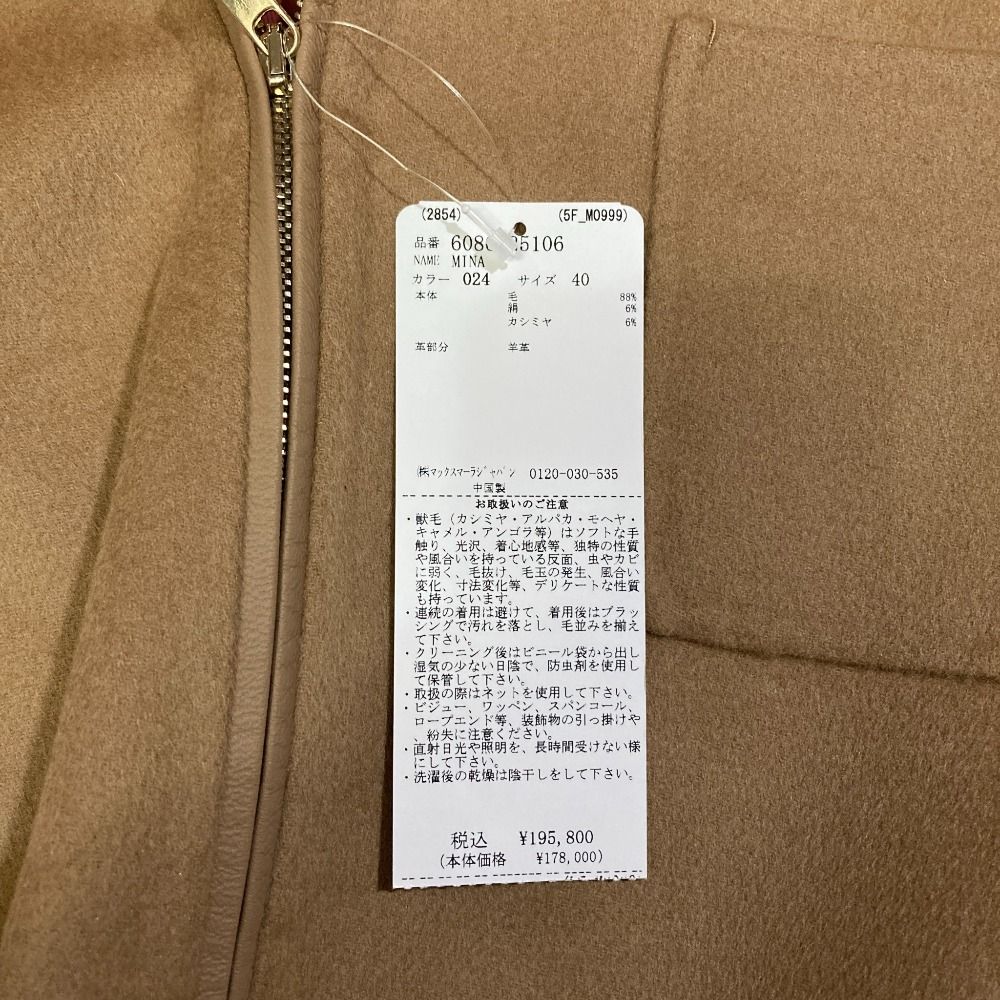 (2854) (5F_M0999)
品番
NAME MINA
カラー 024 サイズ 40
本体 毛 88%
絹 6%
カシミヤ 6%
革部分 羊革
㈱マックスマーラジャパン 0120-030-535
中国製
お取扱いのご注意
・獣毛（カシミヤ・アルパカ・モヘヤ・
キャメル・アンゴラ等）はソフトな手
触り、光沢、着心地感等、独特の性質
や風合いを持っている反面、虫やカビ
に弱く、毛抜け、毛玉の発生、風合い
変化、寸法変化等、デリケートな性質
も持っています。
・連続の着用は避けて、着用後はブラッ
シングで汚れを落とし、毛並みを揃え
て下さい。
・クリーニング後はビニール袋から出し
湿気の少ない日陰で、防虫剤を使用し
て保管して下さい。
・取扱の際はネットを使用して下さい。
・ビジュー、ワッペン、スパンコール、
ロープエンド等、装飾物の引っ掛けや
、紛失に注意ください。
・直射日光や照明を、長時間受けない様
にして下さい。
・洗濯後の乾燥は陰干しをして下さい。
税込 ¥195,800
(本体価格 ¥178,000)